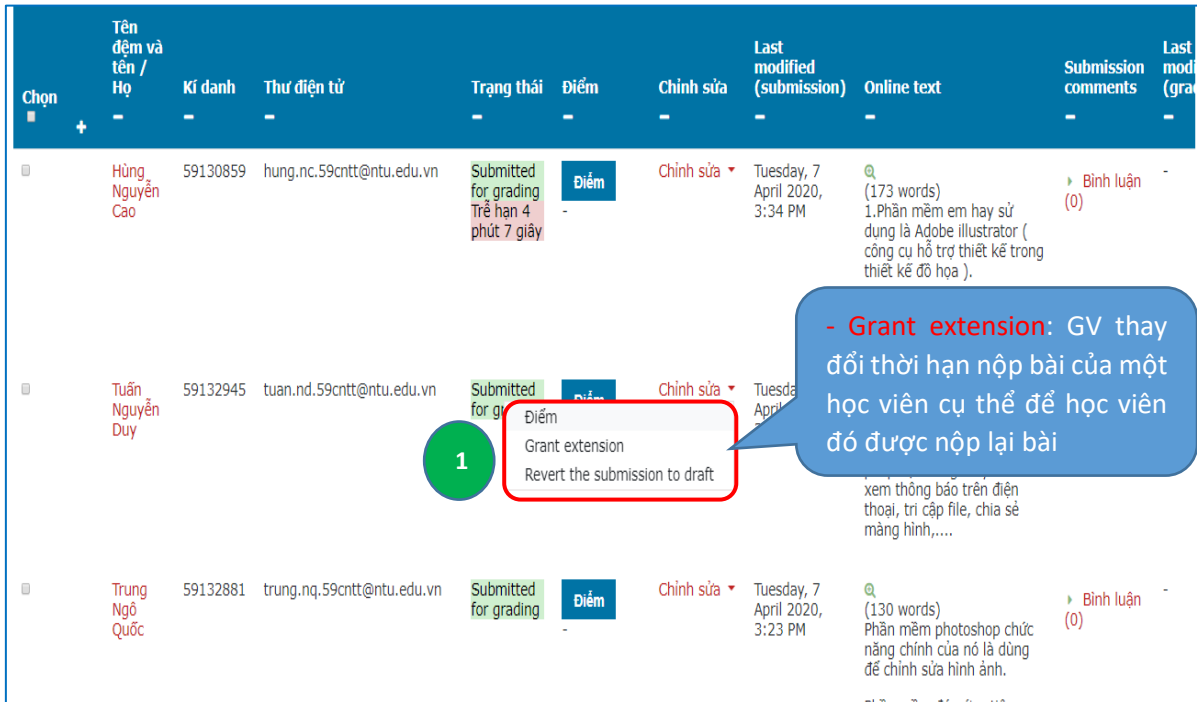 Chọn
Tên
đệm và
tên /
Họ
Kí danh
Thư điện tử
Trạng thái
Điểm
Chỉnh sửa
Last
modified
(submission)
Online text
Submission
comments
Last
Hùng
Nguyễn
Cao
59130859
hung.nc.59cntt@ntu.edu.vn
Submitted
for grading
Trễ hạn 4
phút 7 giây
Điểm
-
Chỉnh sửa
Tuesday, 7
April 2020,
3:34 PM
(173 words)
1.Phần mềm em hay sử
dụng là Adobe illustrator (
công cụ hỗ trợ thiết kế trong
thiết kế đồ họa ).
Bình luận
(0)
-
- Grant extension: GV thay
đổi thời hạn nộp bài của một
học viên cụ thể để học viên
đó được nộp lại bài
Tuấn
Nguyễn
Duy
59132945
tuan.nd.59cntt@ntu.edu.vn
Submitted
for
Điểm
Chỉnh sửa
1
Điểm
Grant extension
Revert the submission to draft
xem thông báo trên điện
thoại, tri cập file, chia sẻ
màng hình,....
Trung
Ngô
Quốc
59132881
trung.nq.59cntt@ntu.edu.vn
Submitted
for grading
Điểm
-
Chỉnh sửa
Tuesday, 7
April 2020,
3:23 PM
(130 words)
Phần mềm photoshop chức
năng chính của nó là dùng
để chỉnh sửa hình ảnh.
Bình luận
(0)
-